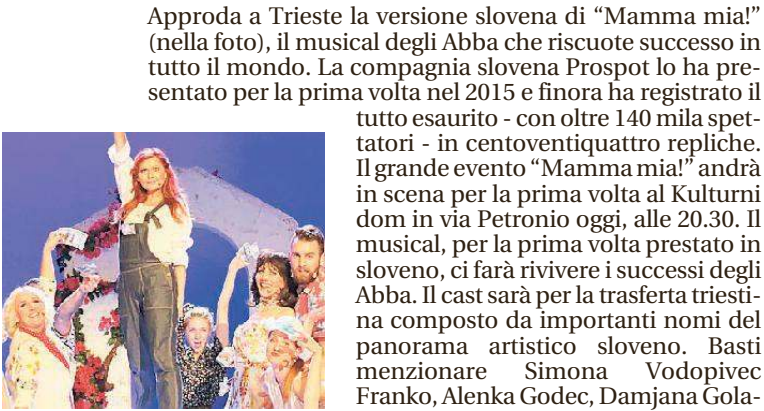 Approda a Trieste la versione slovena di “Mamma mia!”
(nella foto), il musical degli Abba che riscuote successo in
tutto il mondo. La compagnia slovena Prospot lo ha pre-
sentato per la prima volta nel 2015 e finora ha registrato il
tutto esaurito - con oltre 140 mila spet-
tatori - in centoventiquattro repliche.
Il grande evento “Mamma mia!” andrà
in scena per la prima volta al Kulturni
dom in via Petronio oggi, alle 20.30. Il
musical, per la prima volta prestato in
sloveno, ci farà rivivere i successi degli
Abba. Il cast sarà per la trasferta triesti-
na composto da importanti nomi del
panorama artistico sloveno. Basti
menzionare Simona Vodopivec
Franko, Alenka Godec, Damjana Gola-